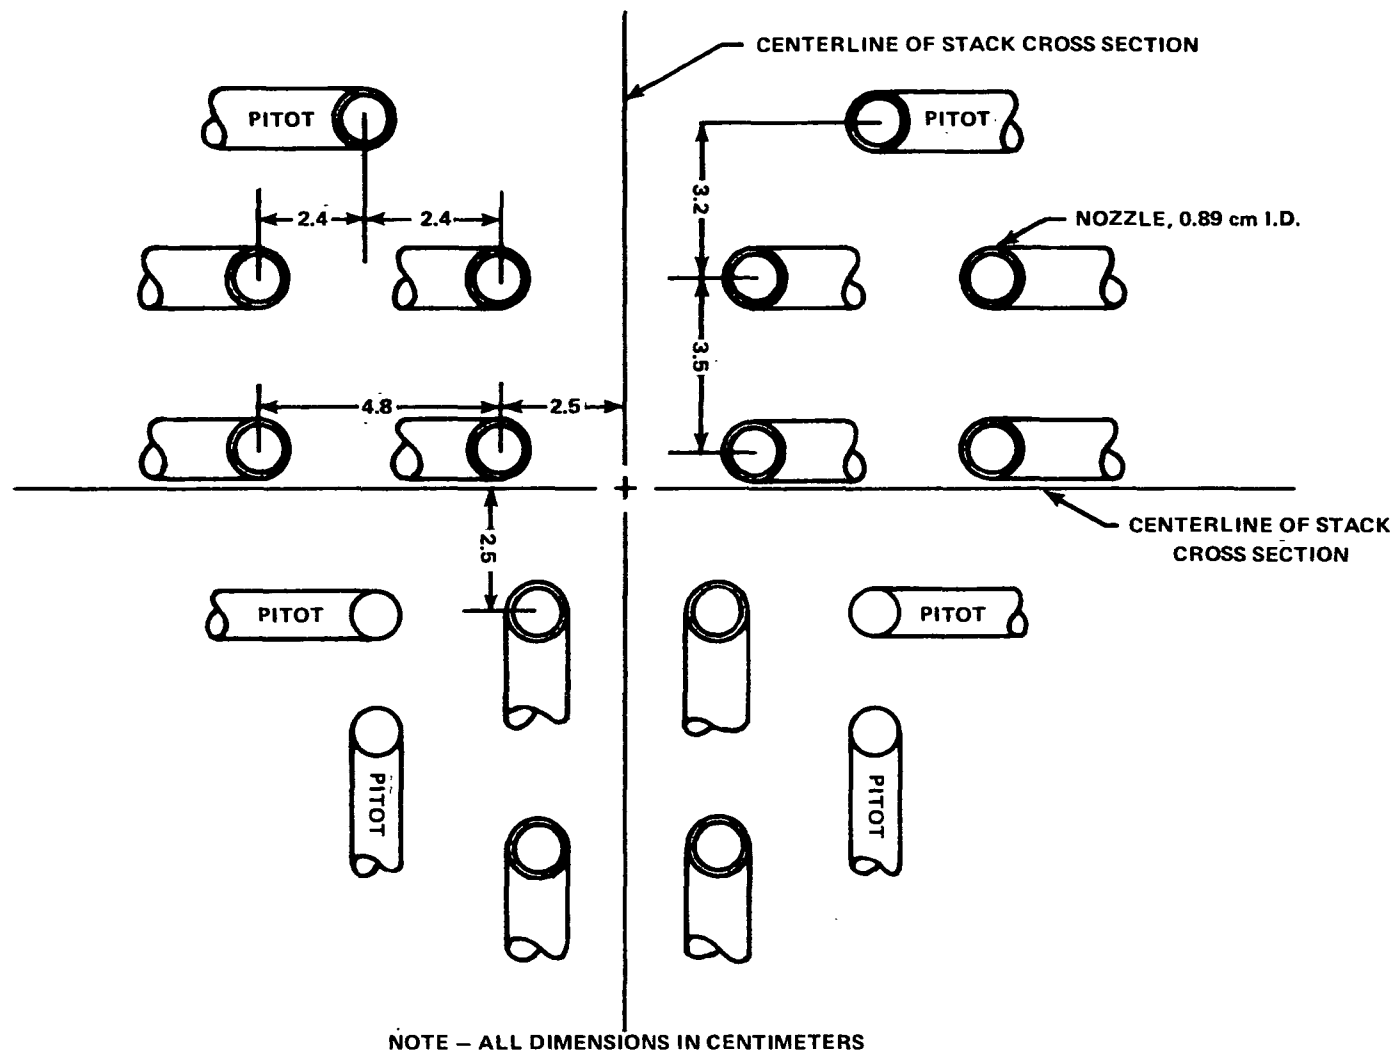 CENTERLINE OF STACK CROSS SECTION
PITOT
PITOT
3.2
2.4
2.4
NOZZLE, 0.89 cm I.D.
3.5
4.8
2.5
CENTERLINE OF STACK
CROSS SECTION
2.5
PITOT
PITOT
PITOT
PITOT
NOTE – ALL DIMENSIONS IN CENTIMETERS